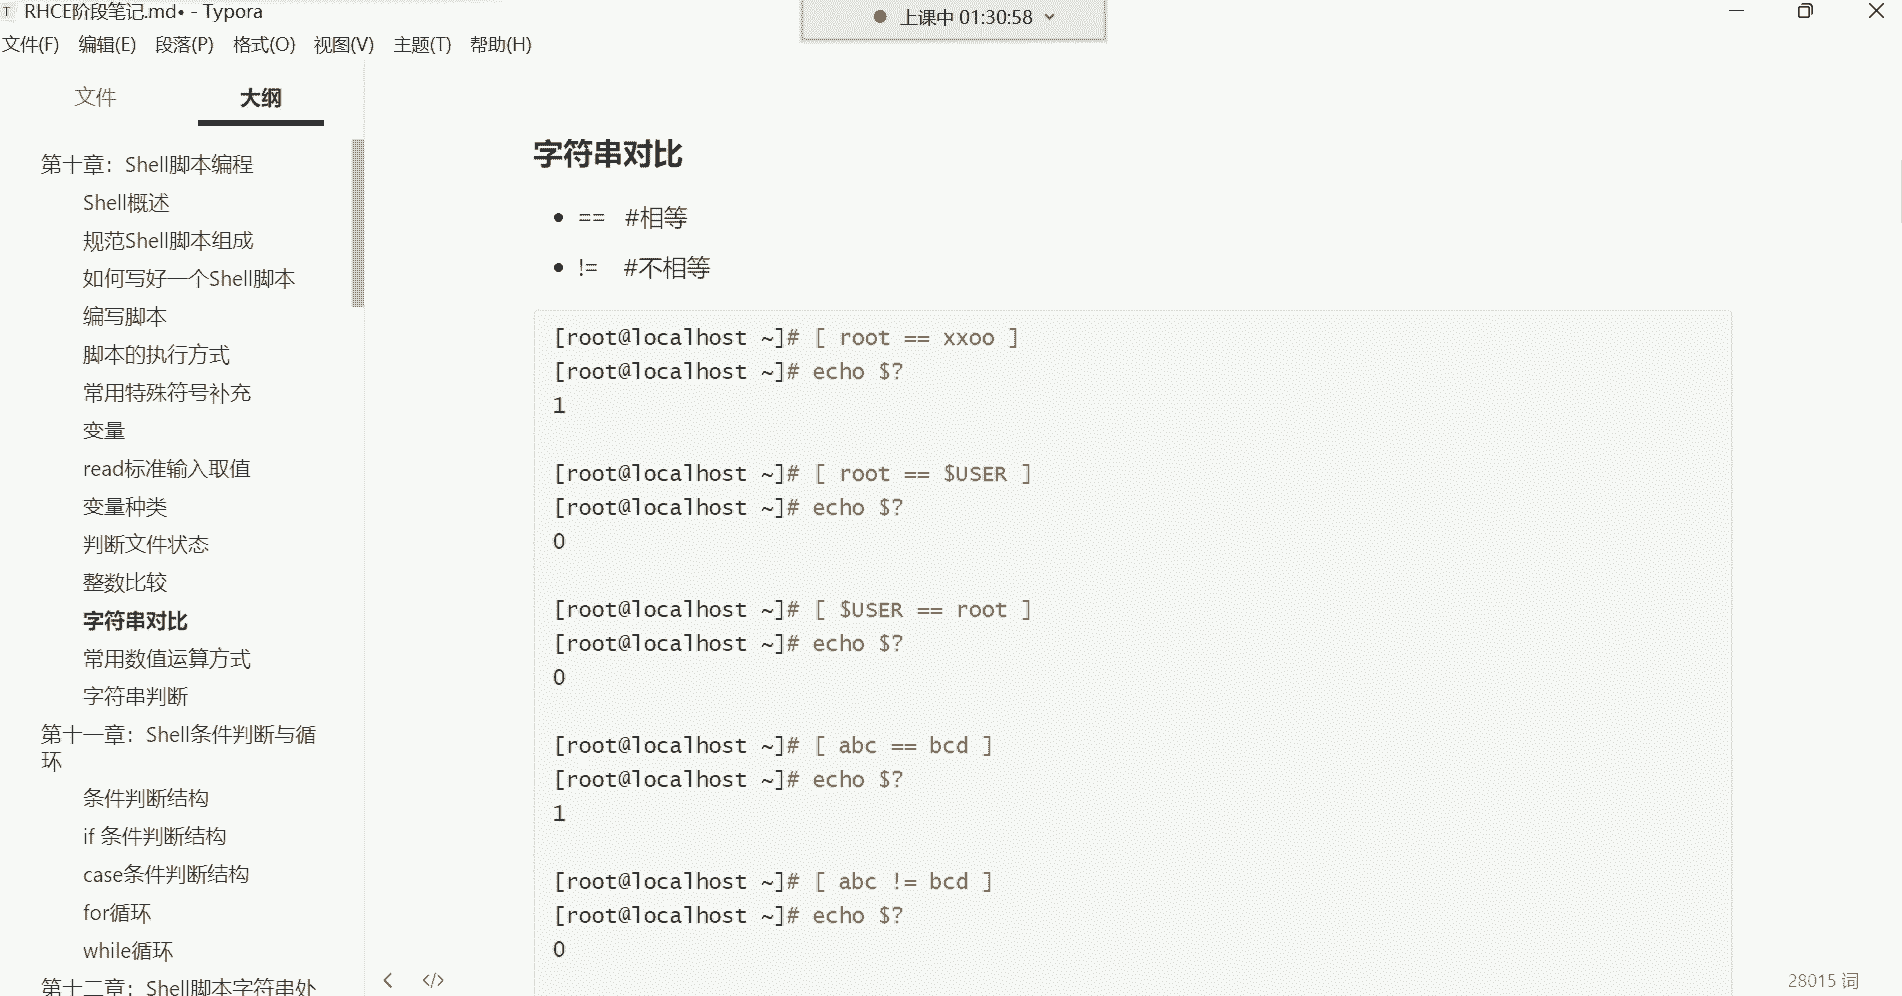 RHCE阶段笔记.md• - Typora
上课中 01:30:58
文件(F) 编辑(E) 段落(P) 格式(O) 视图(V) 主题(T) 帮助(H)
文件 大纲
第十章：Shell脚本编程
Shell概述
规范Shell脚本组成
如何写好一个Shell脚本
编写脚本
脚本的执行方式
常用特殊符号补充
变量
read标准输入取值
变量种类
判断文件状态
整数比较
字符串对比
常用数值运算方式
字符串判断
第十一章：Shell条件判断与循
环
条件判断结构
if 条件判断结构
case条件判断结构
for循环
while循环
第十二章：Shell脚本字符串处
字符串对比
== #相等
!= #不相等
[root@localhost ~]# [ root == xxoo ]
[root@localhost ~]# echo $?
1
[root@localhost ~]# [ root == $USER ]
[root@localhost ~]# echo $?
0
[root@localhost ~]# [ $USER == root ]
[root@localhost ~]# echo $?
0
[root@localhost ~]# [ abc == bcd ]
[root@localhost ~]# echo $?
1
[root@localhost ~]# [ abc != bcd ]
[root@localhost ~]# echo $?
0
28015 词